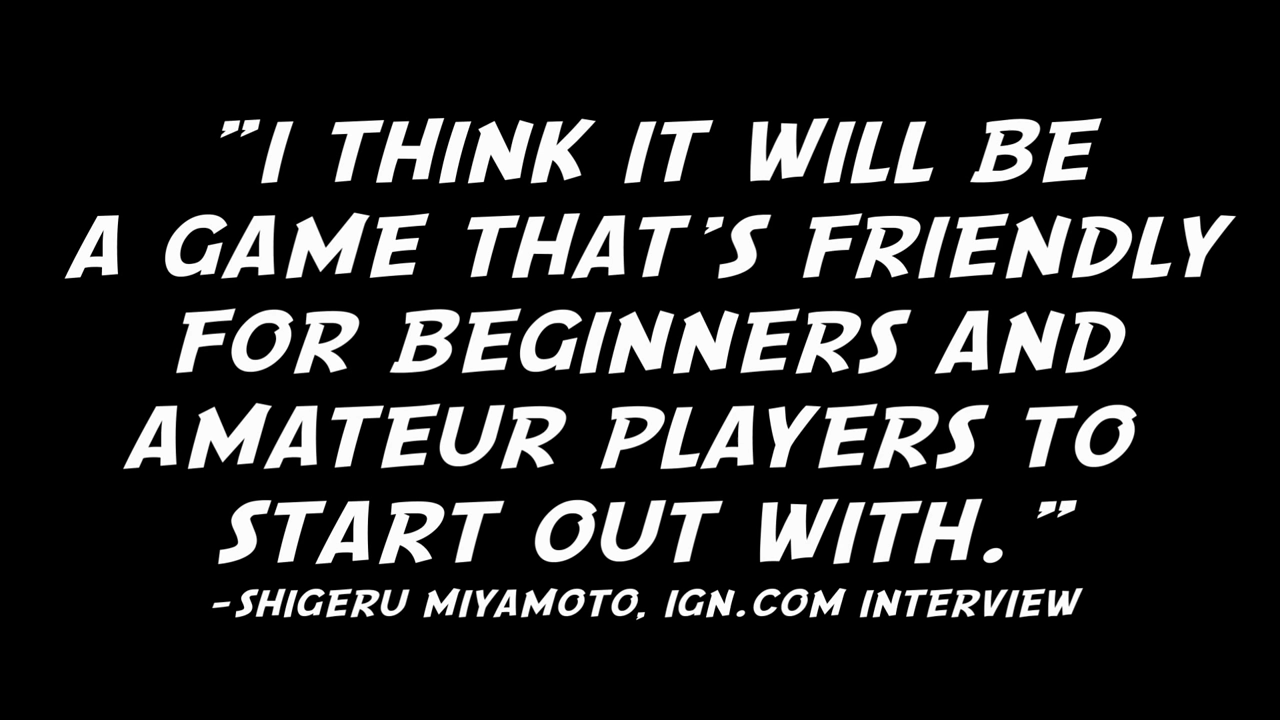 "I THINK IT WILL BE
A GAME THAT'S FRIENDLY
FOR BEGINNERS AND
AMATEUR PLAYERS TO
START OUT WITH."
-SHIGERU MIYAMOTO, IGN.COM INTERVIEW